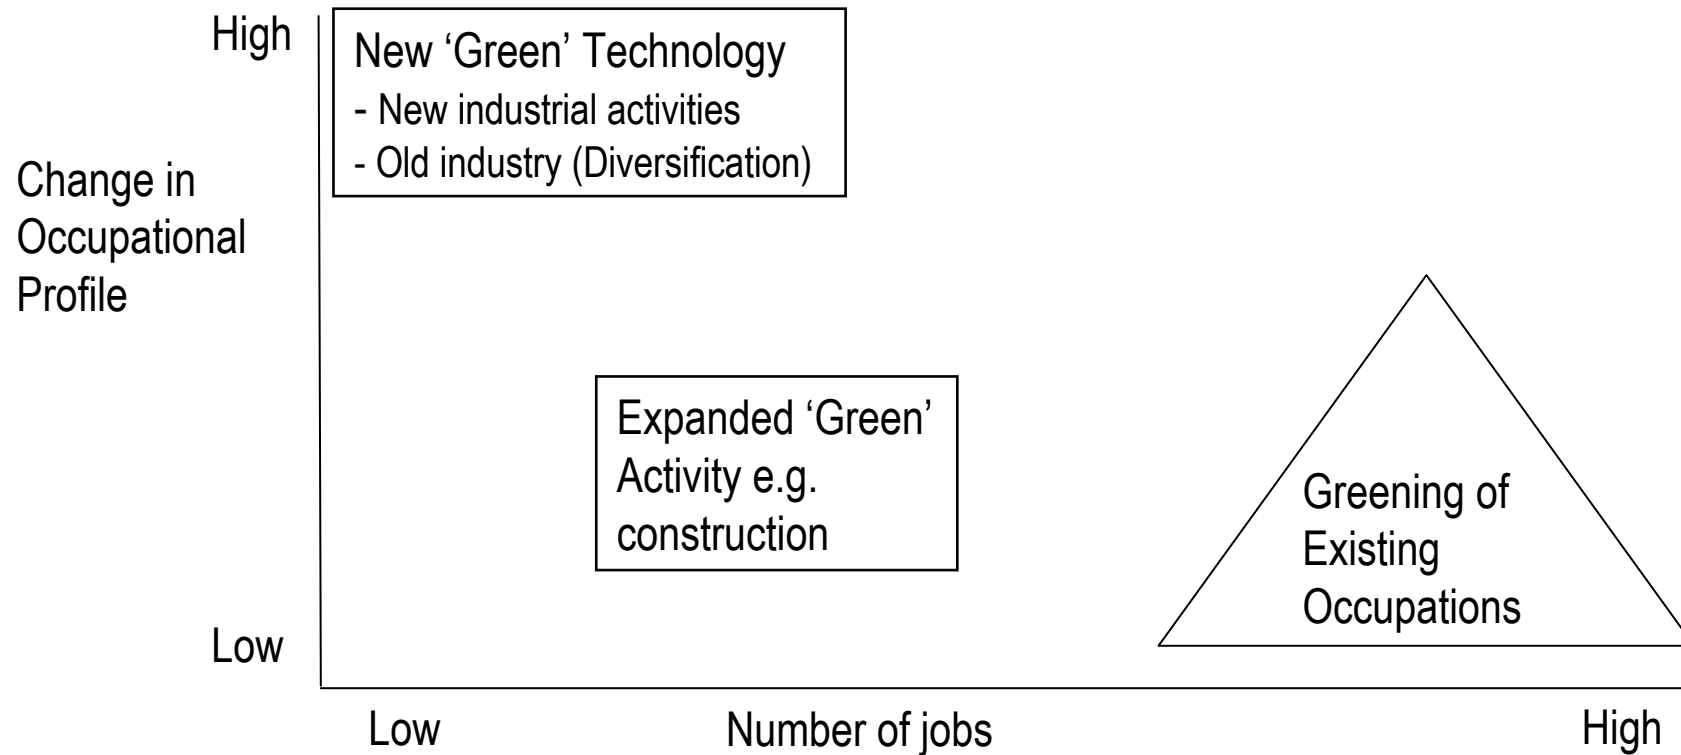 High
New ‘Green’ Technology
- New industrial activities
- Old industry (Diversification)
Change in
Occupational
Profile
Expanded ‘Green’
Activity e.g.
construction
Greening of
Existing
Occupations
Low
Low
Number of jobs
High